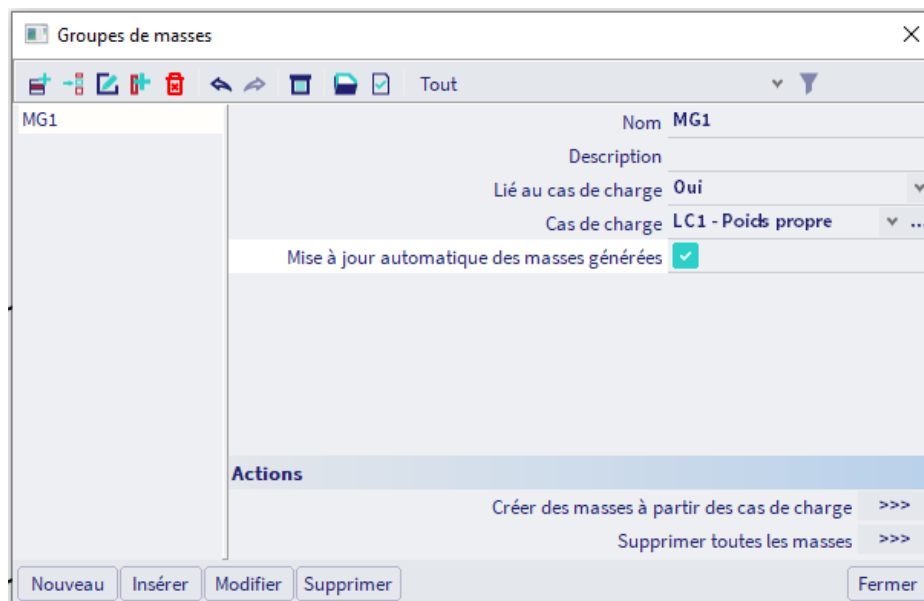 Groupes de masses
Tout
MG1
Nom MG1
Description
Lié au cas de charge Oui
Cas de charge LC1 - Poids propre ...
Mise à jour automatique des masses générées
Actions
Créer des masses à partir des cas de charge >>>
Supprimer toutes les masses >>>
Nouveau Insérer Modifier Supprimer Fermer